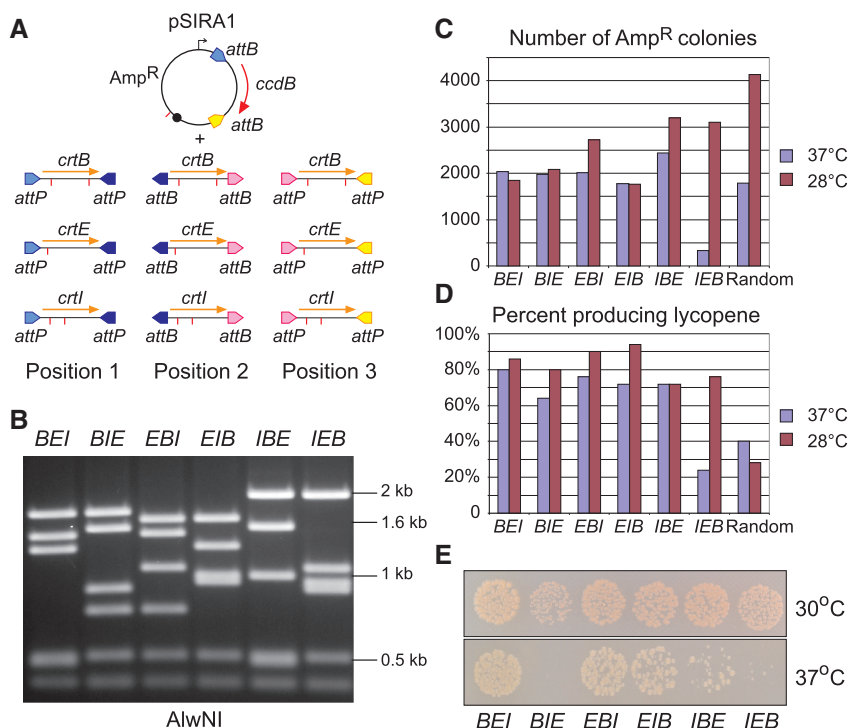 A
pSIRA1
attB
Amp^R
ccdB
attB
+
crtB crtB crtB
attP attP attB attB attP attP
crtE crtE crtE
attP attP attB attB attP attP
crtI crtI crtI
attP attP attB attB attP attP
Position 1 Position 2 Position 3
B
BEI BIE EBI EIB IBE IEB
2 kb
1.6 kb
1 kb
0.5 kb
AlwNI
C
Number of Amp^R colonies
4000
3000
2000
1000
0
BEI BIE EBI EIB IBE IEB Random
37°C
28°C
D
Percent producing lycopene
100%
80%
60%
40%
20%
0
BEI BIE EBI EIB IBE IEB Random
37°C
28°C
E
30°C
37°C
BEI BIE EBI EIB IBE IEB